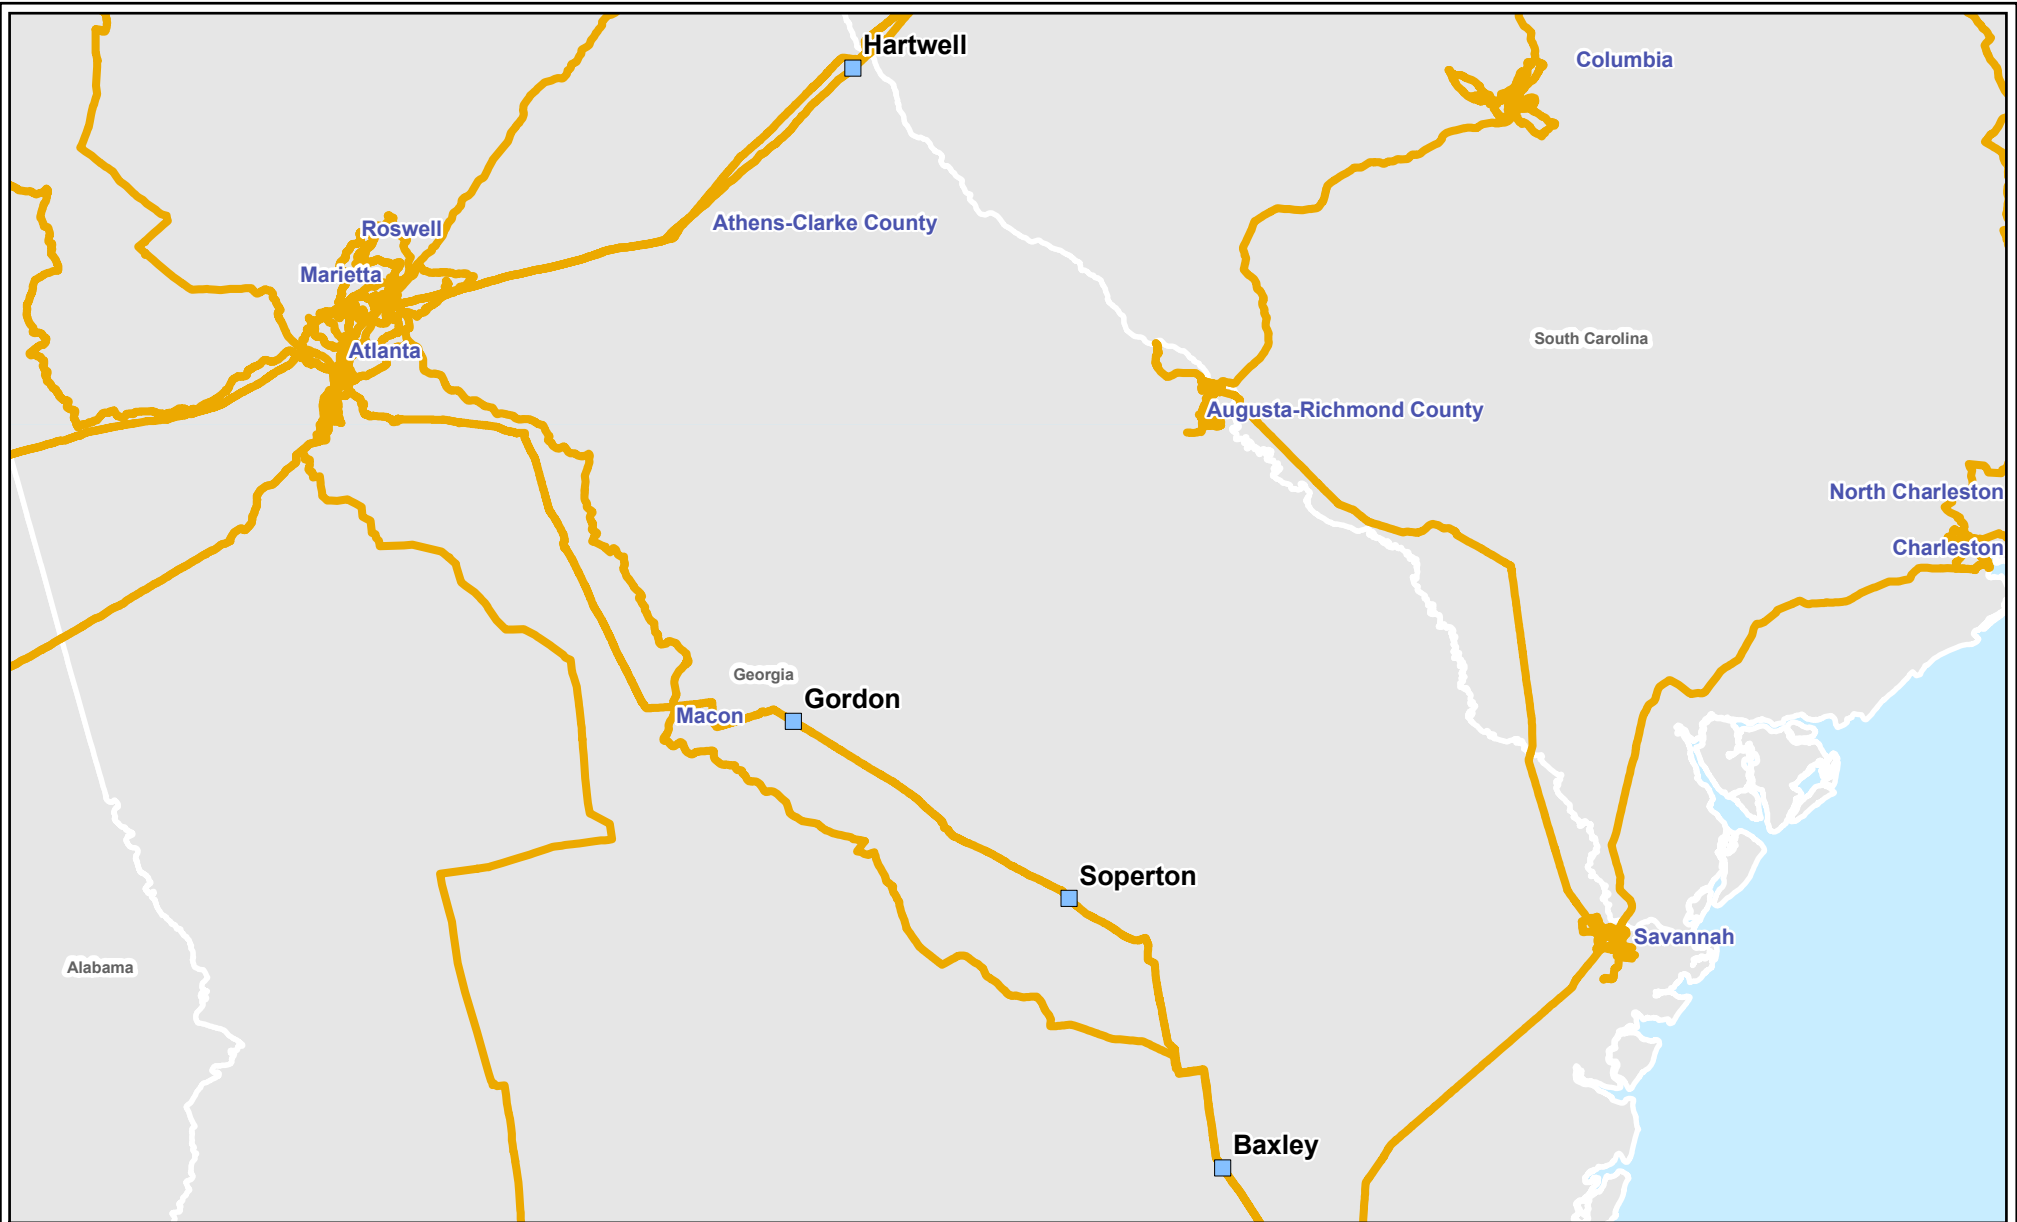 Hartwell
Columbia
Athens-Clarke County
Roswell
Marietta
Atlanta
South Carolina
Augusta-Richmond County
North Charleston
Charleston
Georgia
Gordon
Macon
Soperton
Savannah
Alabama
Baxley